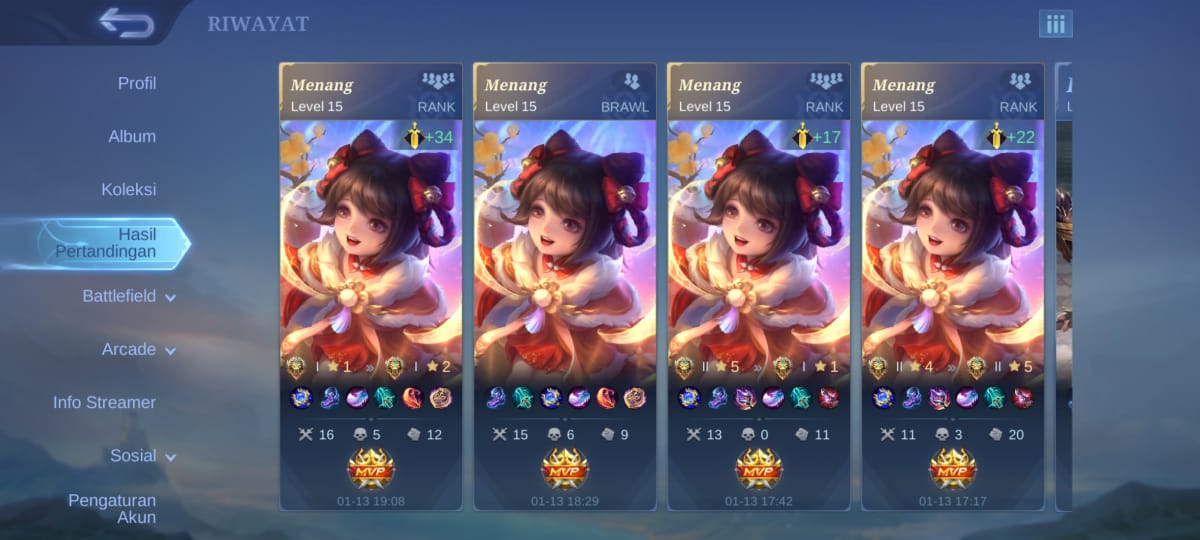 RIWAYAT
Profil
Album
Koleksi
Hasil
Pertandingan
Battlefield
Arcade
Info Streamer
Sosial
Pengaturan
Akun
Menang
Level 15 RANK
+34
I 1 » I 2
16 5 12
MVP
01-13 19:08
Menang
Level 15 BRAWL
15 6 9
MVP
01-13 18:29
Menang
Level 15 RANK
+17
II 5 » I 1
13 0 11
MVP
01-13 17:42
Menang
Level 15 RANK
+22
II 4 » II 5
11 3 20
MVP
01-13 17:17